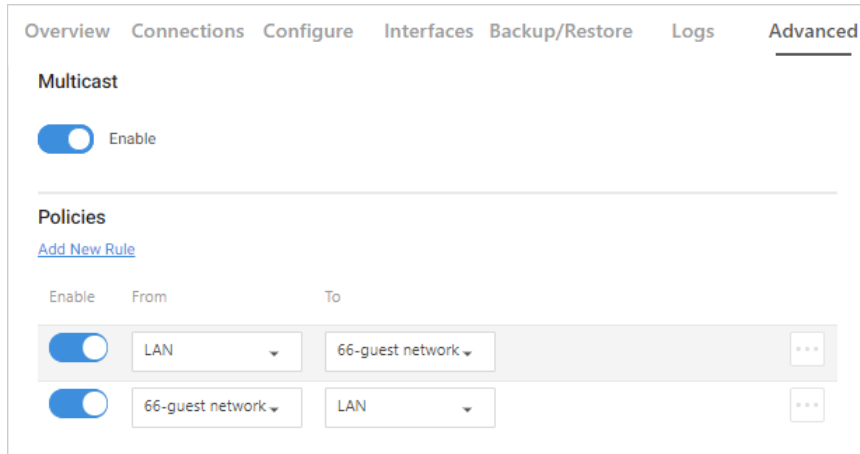 Overview Connections Configure Interfaces Backup/Restore Logs Advanced
Multicast
Enable
Policies
Add New Rule
Enable From To
LAN 66-guest network
66-guest network LAN